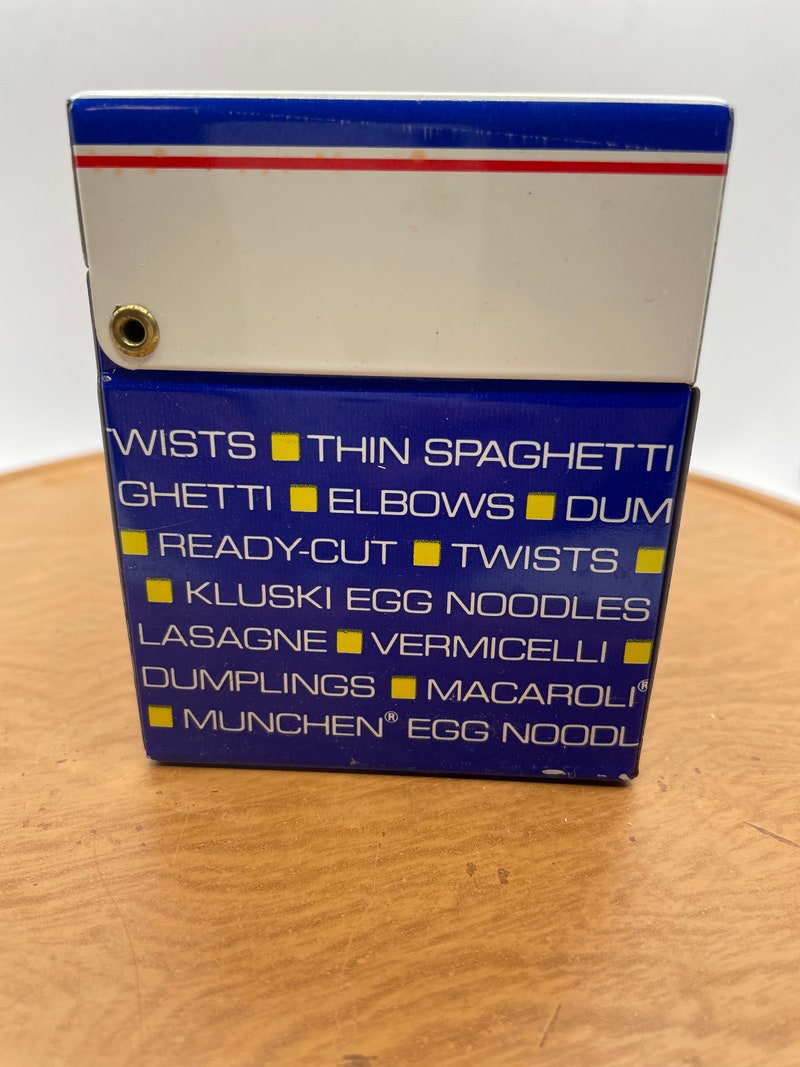 WISTS THIN SPAGHETTI
GHETTI ELBOWS DUM
READY-CUT TWISTS
KLUSKI EGG NOODLES
LASAGNE VERMICELLI
DUMPLINGS MACAROLI®
MUNCHEN® EGG NOODL